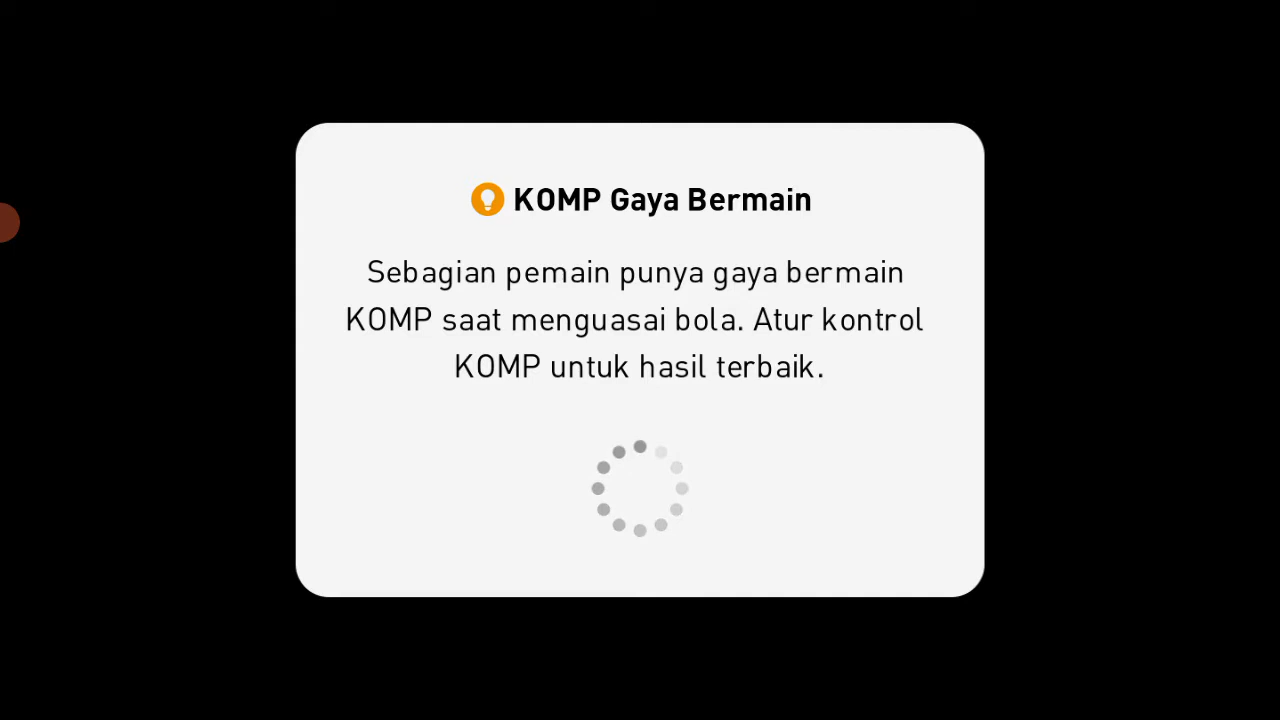 KOMP Gaya Bermain
Sebagian pemain punya gaya bermain
KOMP saat menguasai bola. Atur kontrol
KOMP untuk hasil terbaik.